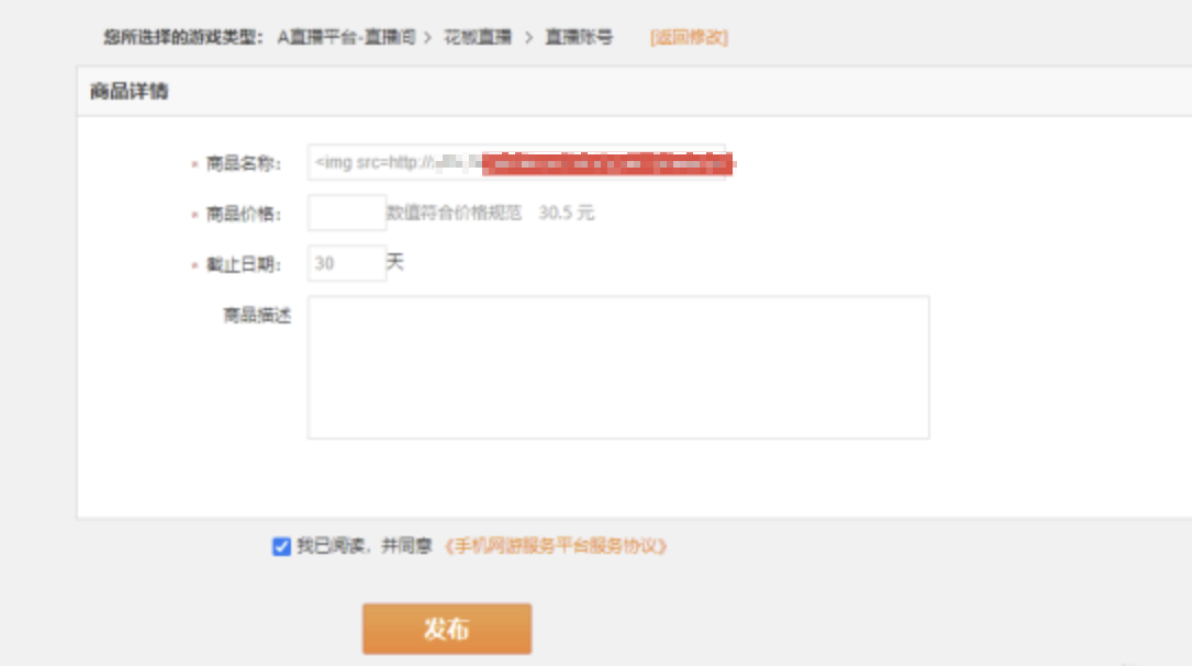 您所选择的游戏类型: A直播平台-直播间 > 花椒直播 > 直播账号 [返回修改]
商品详情
* 商品名称: <img src=http://
* 商品价格: 数值符合价格规范 30.5 元
* 截止日期: 30 天
商品描述
我已阅读, 并同意 《手机网游服务平台服务协议》
发布